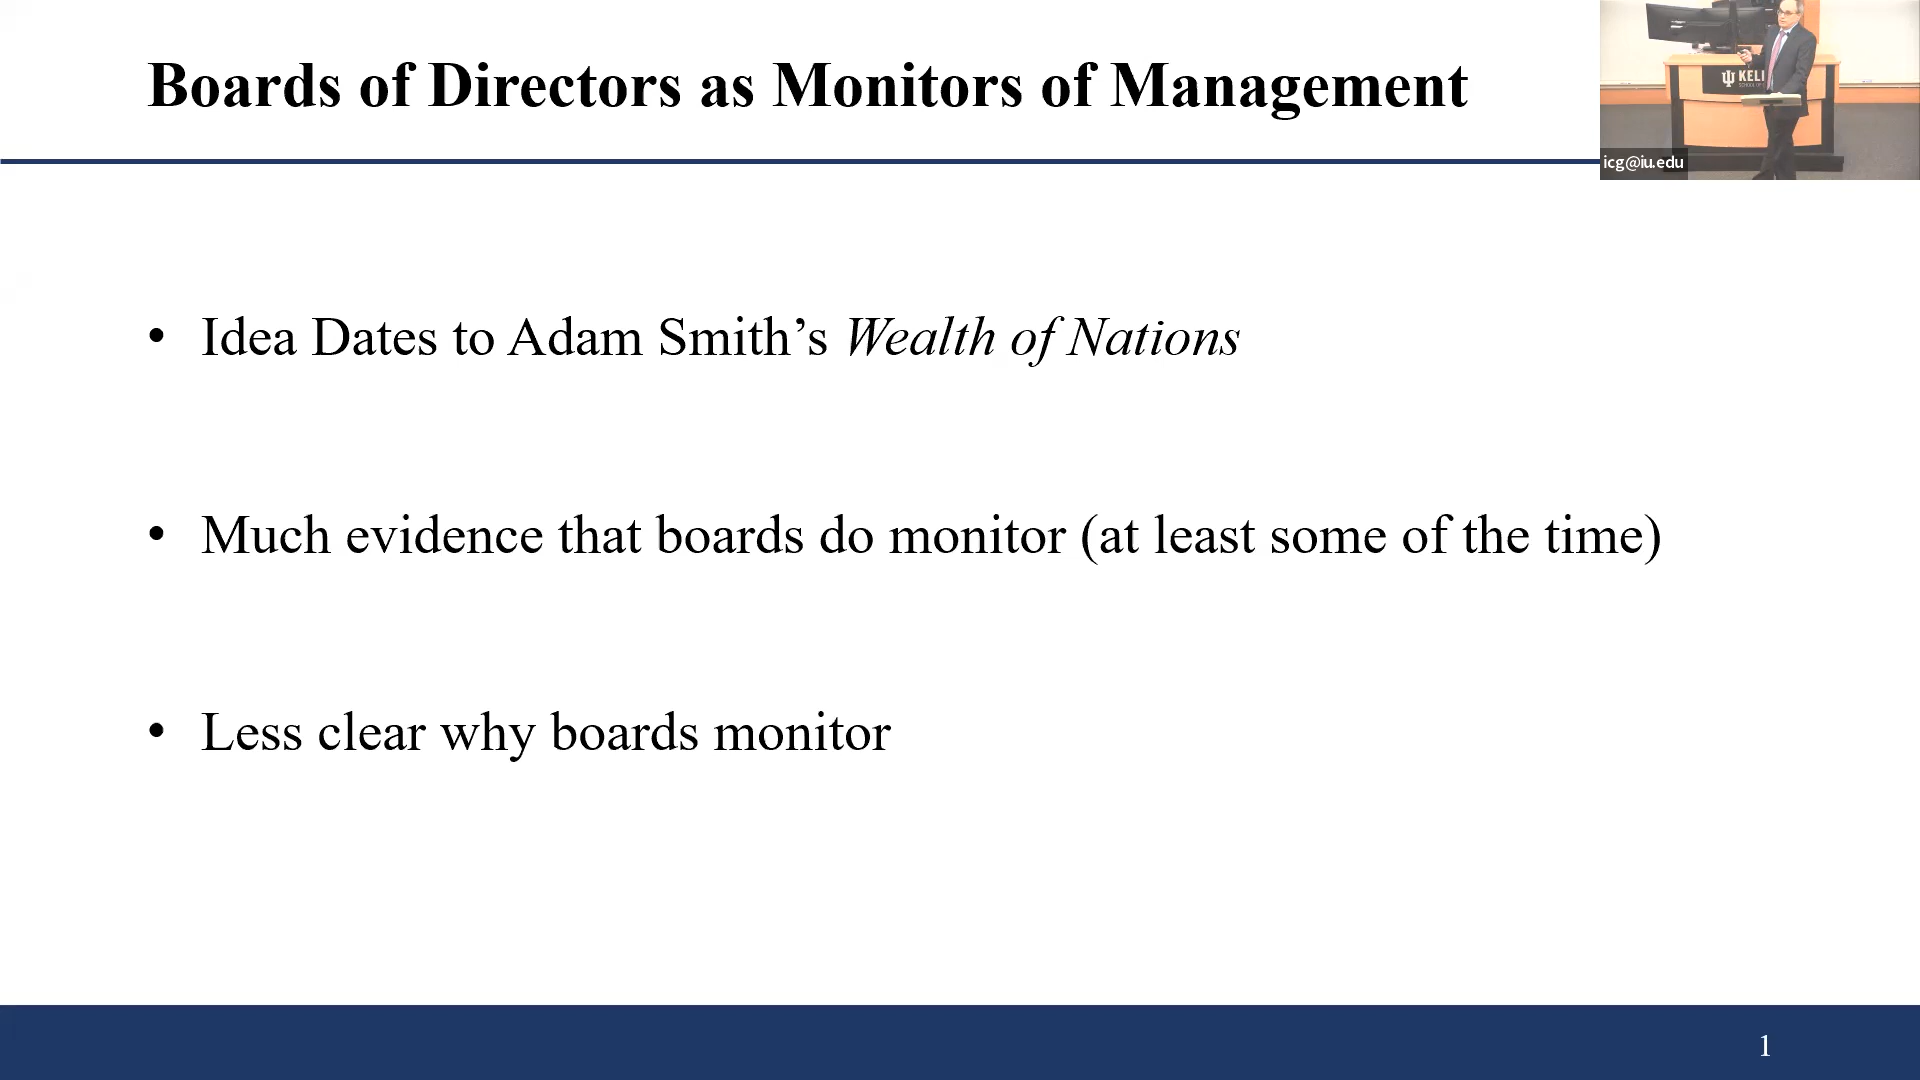 Boards of Directors as Monitors of Management
KELL
icg@iu.edu
• Idea Dates to Adam Smith’s Wealth of Nations
• Much evidence that boards do monitor (at least some of the time)
• Less clear why boards monitor
1